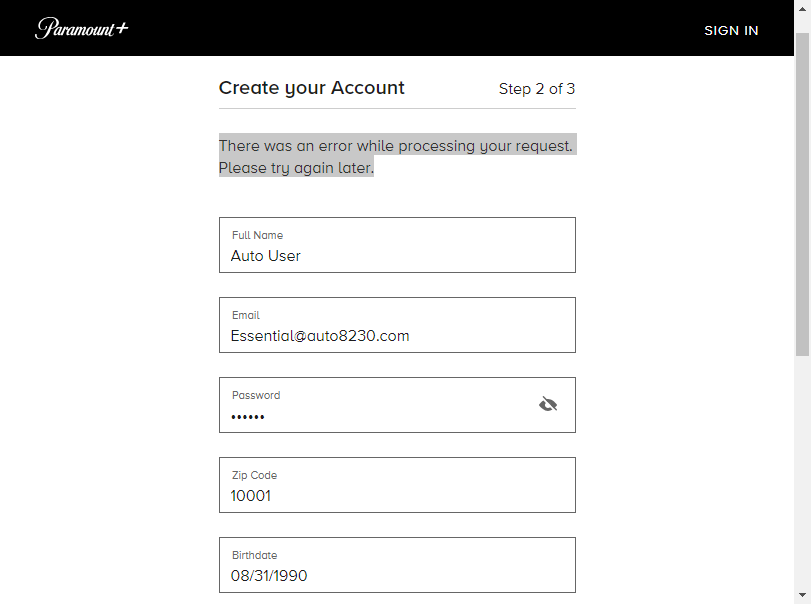 Paramount+
SIGN IN
Create your Account
Step 2 of 3
There was an error while processing your request.
Please try again later.
Full Name
Auto User
Email
Essential@auto8230.com
Password
••••••
Zip Code
10001
Birthdate
08/31/1990